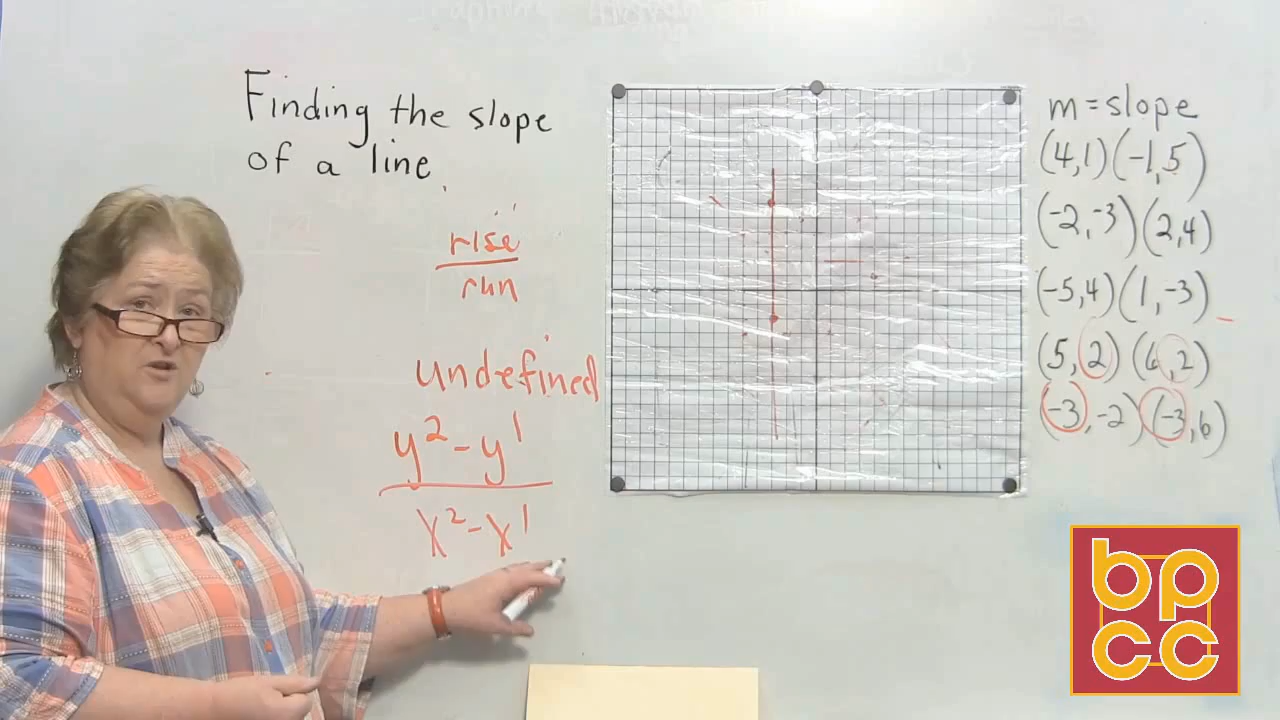 Finding the slope
of a line
rise
run
undefined
y² - y¹
x² - x¹
m = slope
(4,1)(-1,5)
(-2,-3)(2,4)
(-5,4)(1,-3)
(5,2)(6,2)
(-3,-2)(-3,6)
bp
cc